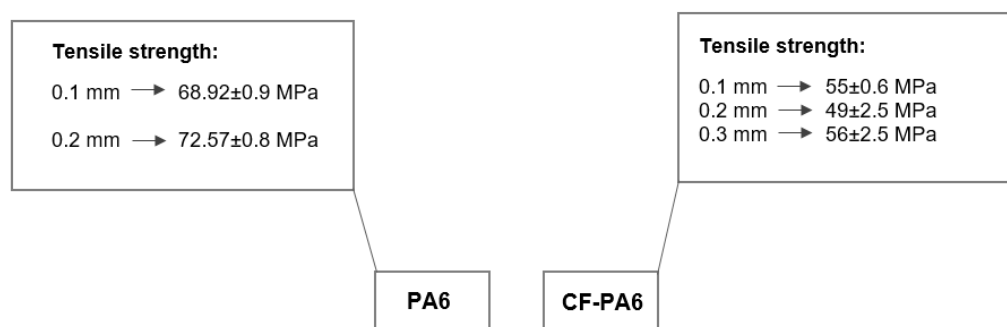 Tensile strength:
0.1 mm → 68.92±0.9 MPa
0.2 mm → 72.57±0.8 MPa
Tensile strength:
0.1 mm → 55±0.6 MPa
0.2 mm → 49±2.5 MPa
0.3 mm → 56±2.5 MPa
PA6
CF-PA6